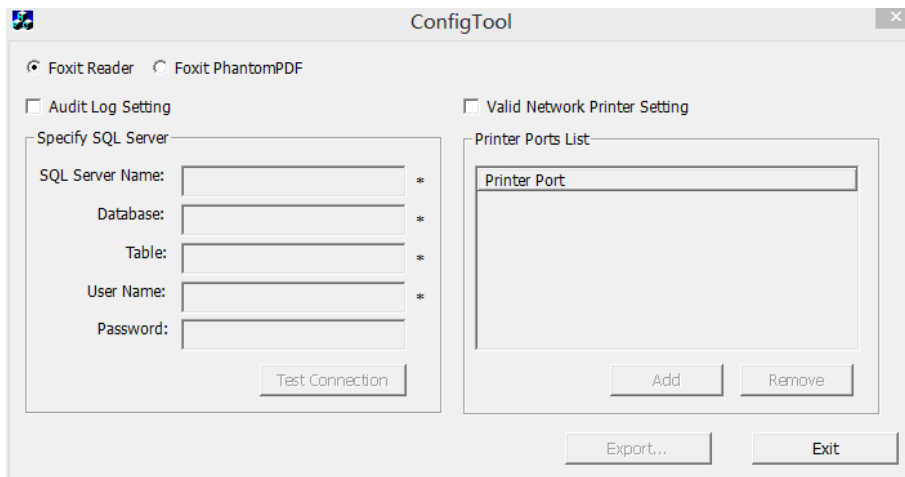 ConfigTool
Foxit Reader Foxit PhantomPDF
Audit Log Setting
Valid Network Printer Setting
Specify SQL Server
SQL Server Name: *
Database: *
Table: *
User Name: *
Password:
Test Connection
Printer Ports List
Printer Port
Add Remove
Export... Exit